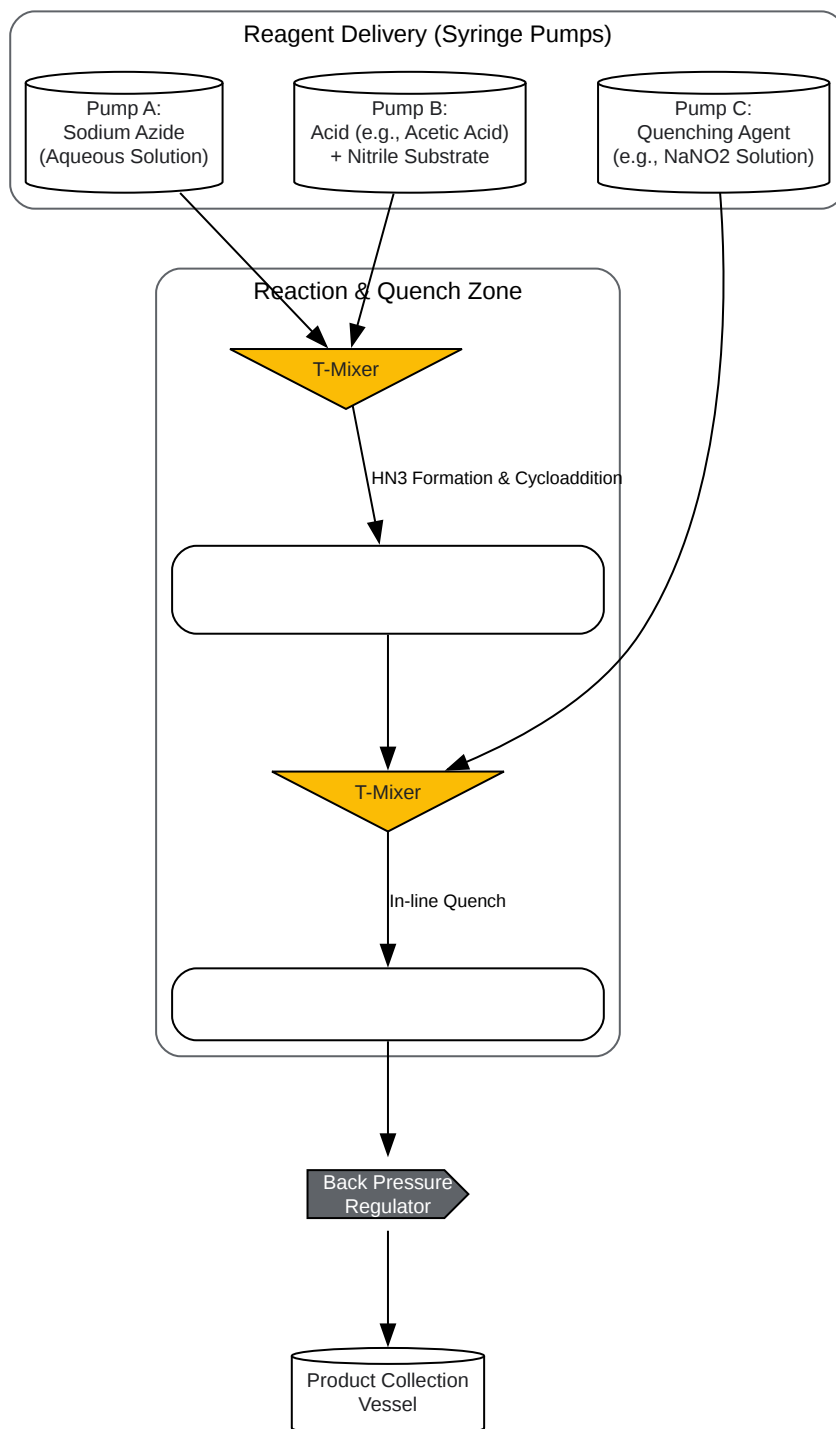 Reagent Delivery (Syringe Pumps)
Pump A:
Sodium Azide
(Aqueous Solution)
Pump B:
Acid (e.g., Acetic Acid)
+ Nitrile Substrate
Pump C:
Quenching Agent
(e.g., NaNO2 Solution)
Reaction & Quench Zone
T-Mixer
HN3 Formation & Cycloaddition
T-Mixer
In-line Quench
Back Pressure
Regulator
Product Collection
Vessel